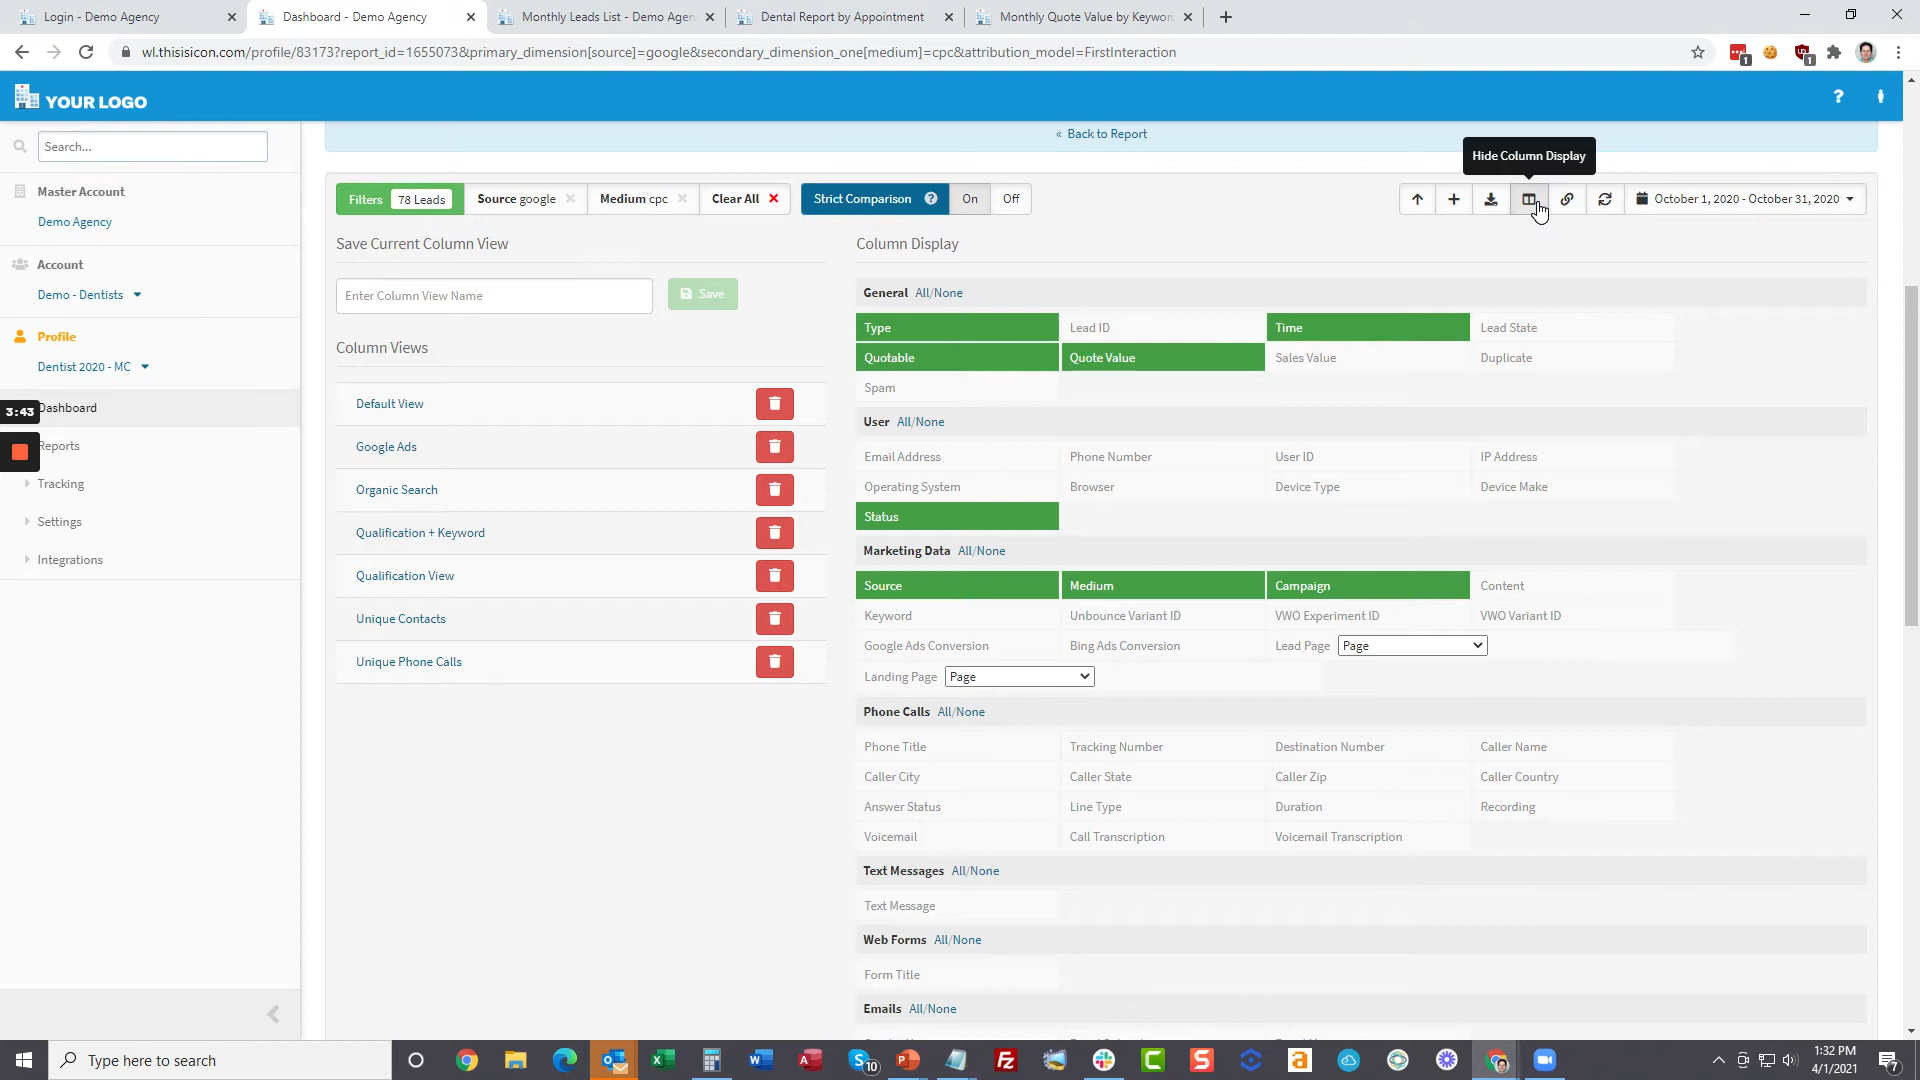 Login - Demo Agency
Dashboard - Demo Agency
Monthly Leads List - Demo Agen
Dental Report by Appointment
Monthly Quote Value by Keywor
wl.thisisicon.com/profile/83173?report_id=1655073&primary_dimension[source]=google&secondary_dimension_one[medium]=cpc&attribution_model=FirstInteraction
1
1
YOUR LOGO
?
Search...
Master Account
Demo Agency
Account
Demo - Dentists
Profile
Dentist 2020 - MC
3:43
Dashboard
Reports
Tracking
Settings
Integrations
« Back to Report
Hide Column Display
Filters 78 Leads
Source google
Medium cpc
Clear All
Strict Comparison ?
On
Off
October 1, 2020 - October 31, 2020
Save Current Column View
Enter Column View Name
Save
Column Views
Default View
Google Ads
Organic Search
Qualification + Keyword
Qualification View
Unique Contacts
Unique Phone Calls
Column Display
General All/None
Type Lead ID Time Lead State
Quotable Quote Value Sales Value Duplicate
Spam
User All/None
Email Address Phone Number User ID IP Address
Operating System Browser Device Type Device Make
Status
Marketing Data All/None
Source Medium Campaign Content
Keyword Unbounce Variant ID VWO Experiment ID VWO Variant ID
Google Ads Conversion Bing Ads Conversion Lead Page Page
Landing Page Page
Phone Calls All/None
Phone Title Tracking Number Destination Number Caller Name
Caller City Caller State Caller Zip Caller Country
Answer Status Line Type Duration Recording
Voicemail Call Transcription Voicemail Transcription
Text Messages All/None
Text Message
Web Forms All/None
Form Title
Emails All/None
Type here to search
10
1:32 PM
4/1/2021
7